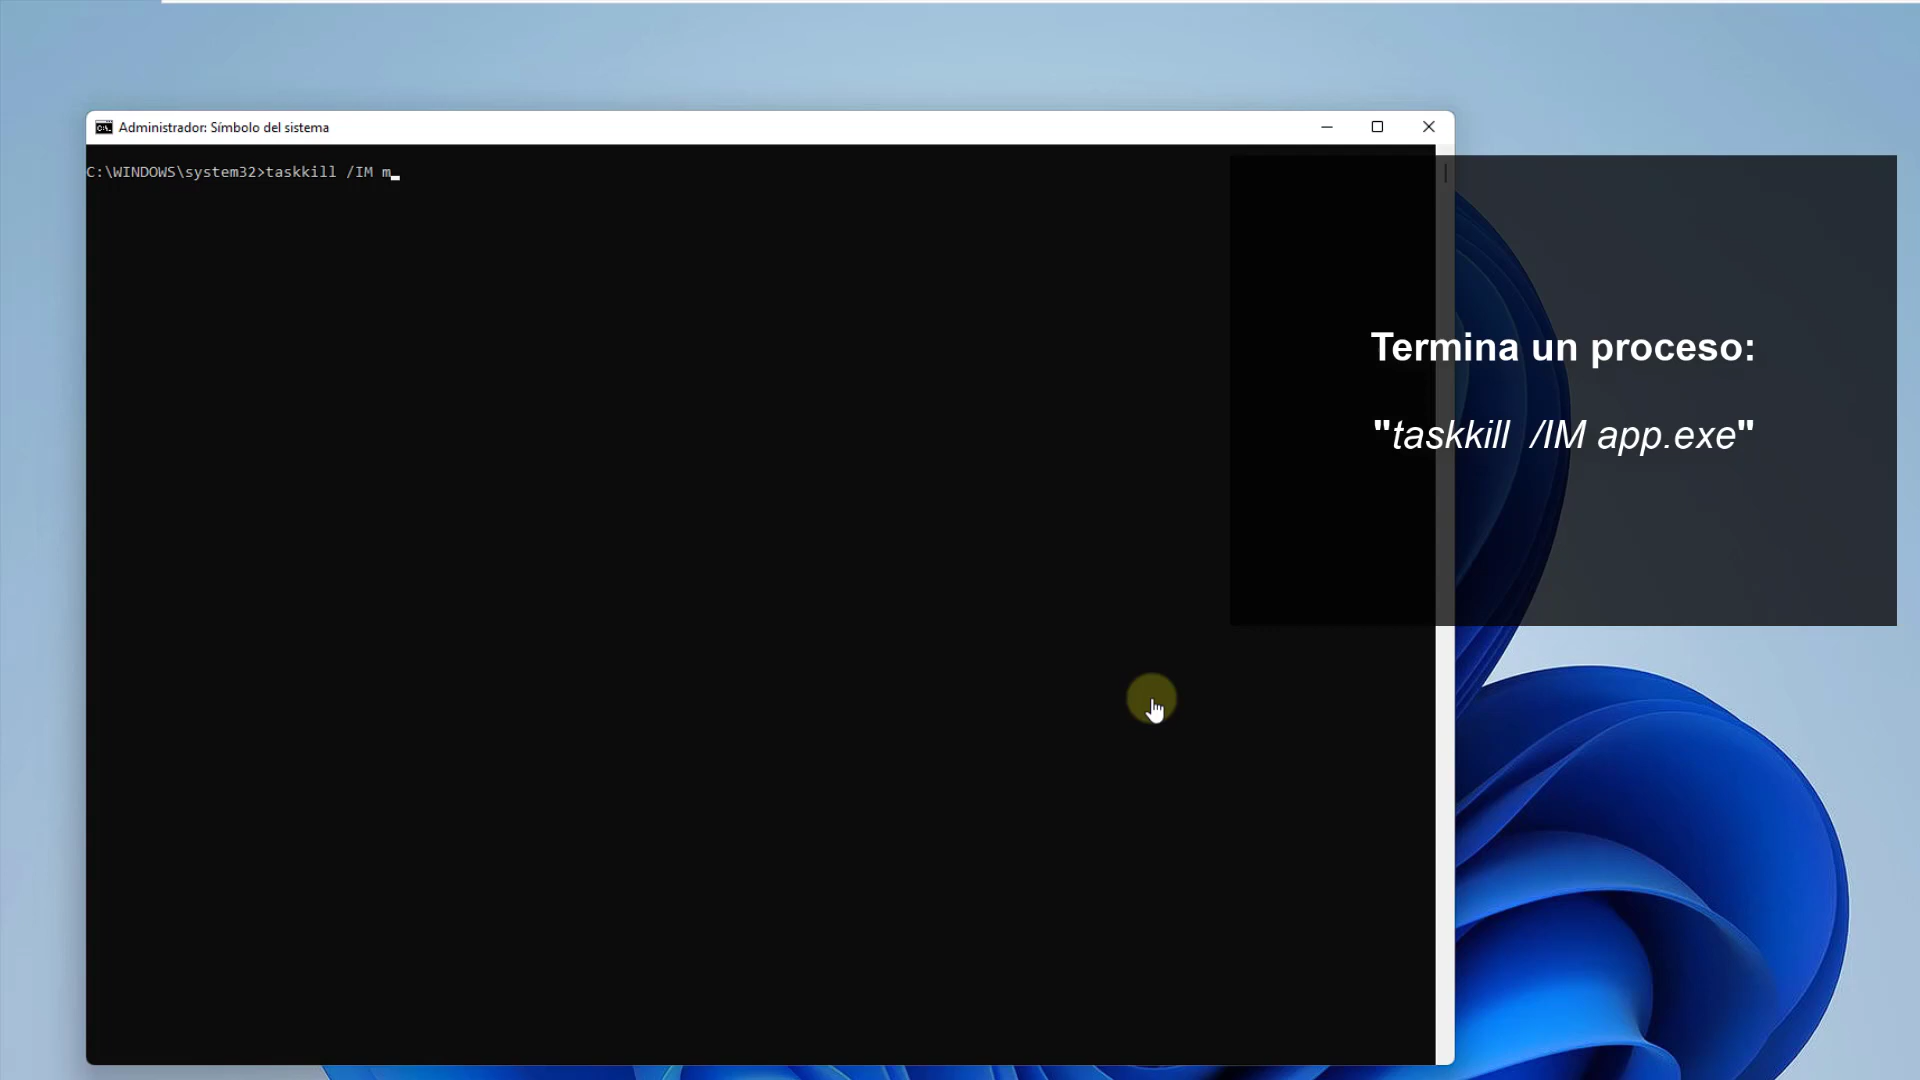 Administrador: Símbolo del sistema
C:\WINDOWS\system32>taskkill /IM m
Termina un proceso:
"taskkill  /IM app.exe"